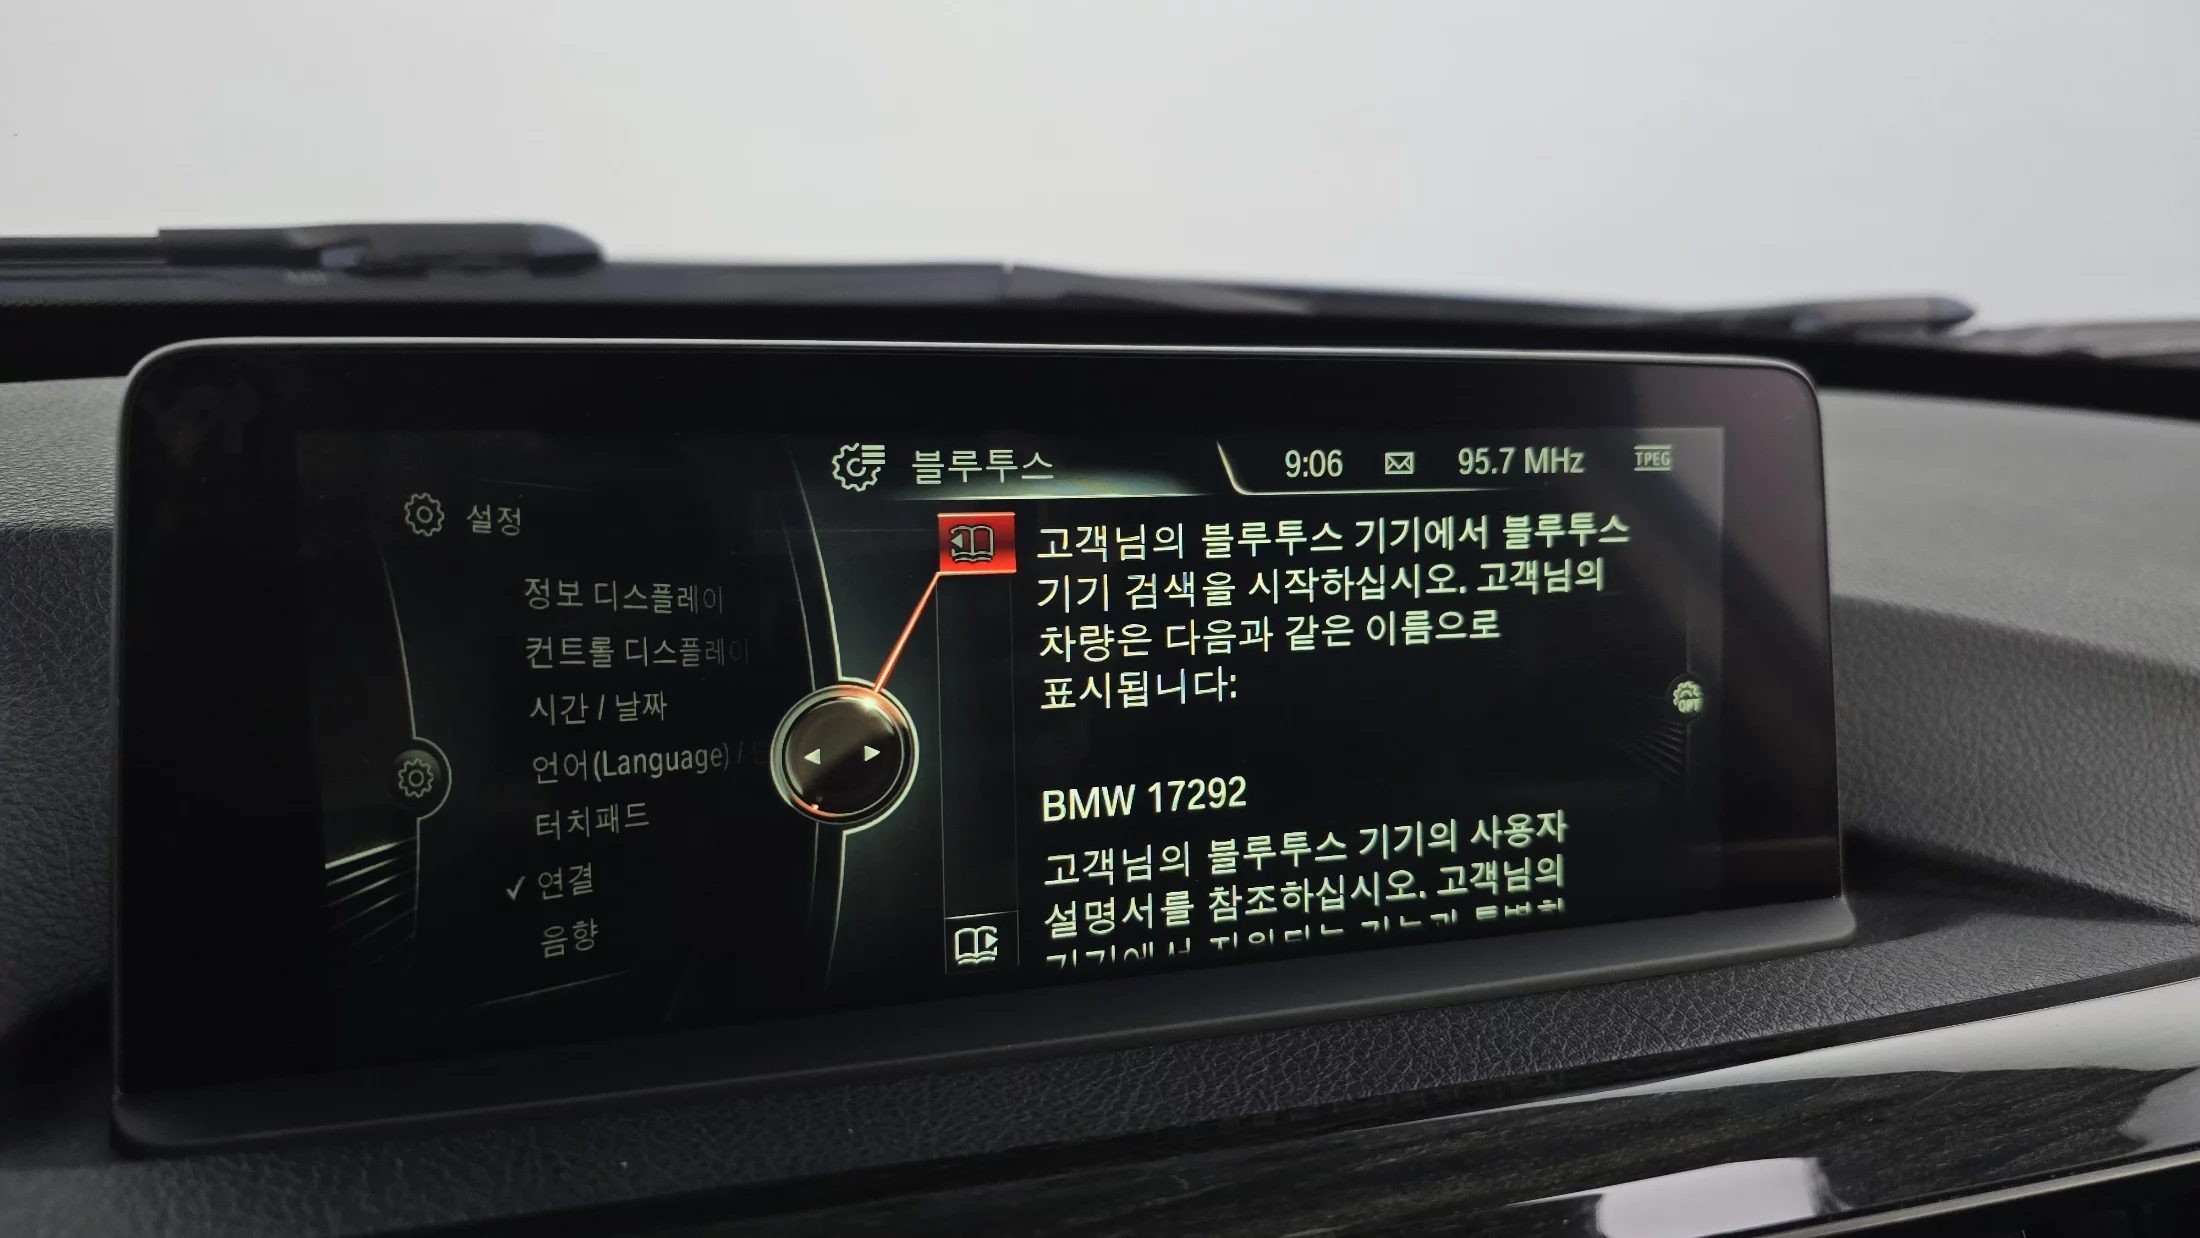 블루투스
9:06
95.7 MHz
TPEG
설정
정보 디스플레이
컨트롤 디스플레이
시간 / 날짜
언어(Language) /
터치패드
연결
음향
고객님의 블루투스 기기에서 블루투스
기기 검색을 시작하십시오. 고객님의
차량은 다음과 같은 이름으로
표시됩니다:
BMW 17292
고객님의 블루투스 기기의 사용자
설명서를 참조하십시오. 고객님의
OPT